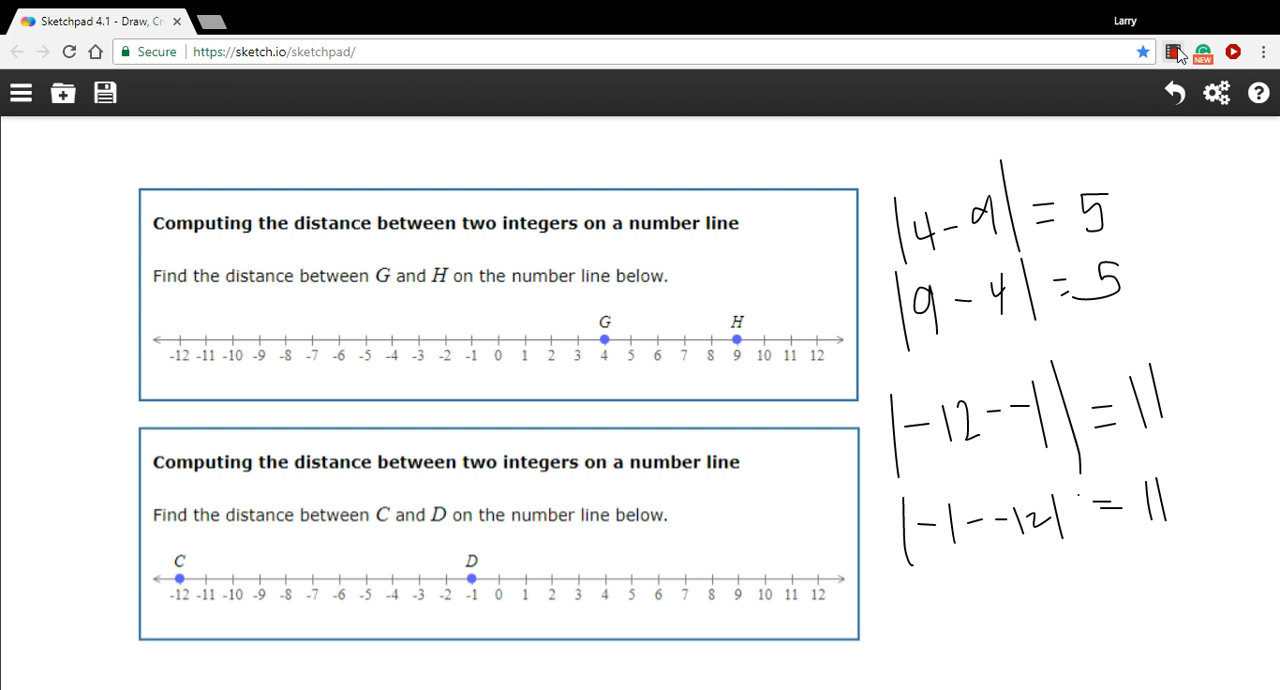 Sketchpad 4.1 - Draw, Cr
Larry
Secure
https://sketch.io/sketchpad/
NEW
Computing the distance between two integers on a number line
Find the distance between G and H on the number line below.
G H
-12 -11 -10 -9 -8 -7 -6 -5 -4 -3 -2 -1 0 1 2 3 4 5 6 7 8 9 10 11 12
Computing the distance between two integers on a number line
Find the distance between C and D on the number line below.
C D
-12 -11 -10 -9 -8 -7 -6 -5 -4 -3 -2 -1 0 1 2 3 4 5 6 7 8 9 10 11 12
|4-9| = 5
|9-4| = 5
|-12--1| = 11
|-1--12| = 11